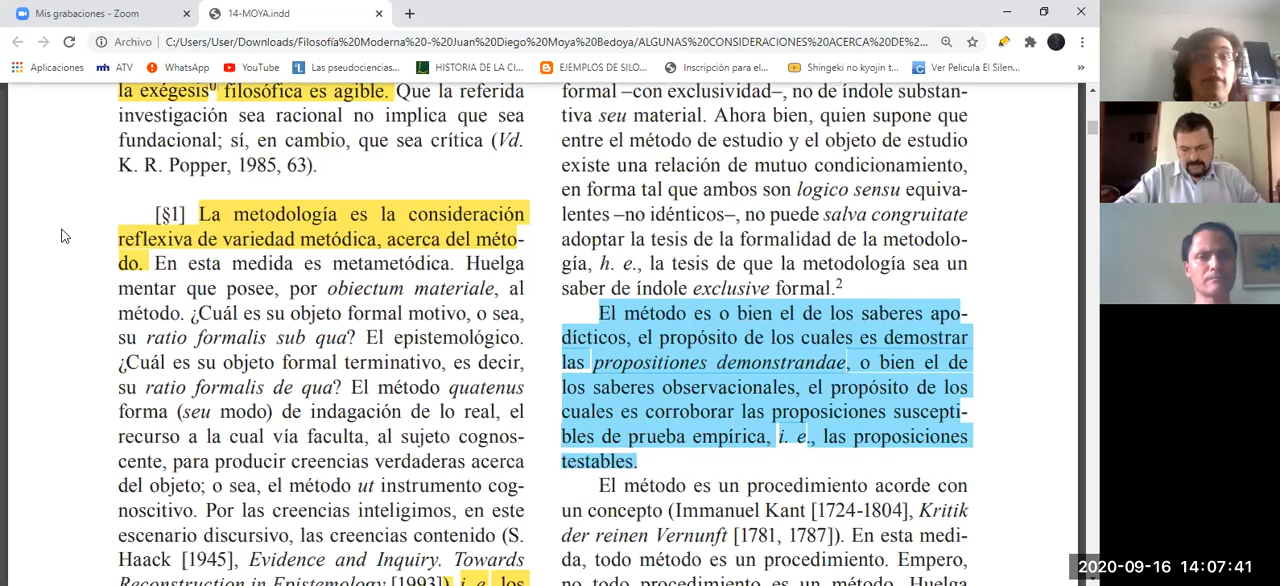 Mis grabaciones - Zoom
14-MOYA.indd
Archivo
C:/Users/User/Downloads/Filosofía%20Moderna%20-%20Juan%20Diego%20Moya%20Bedoya/ALGUNAS%20CONSIDERACIONES%20ACERCA%20DE%...
Aplicaciones
mh ATV
WhatsApp
YouTube
Las pseudociencias...
HISTORIA DE LA CI...
EJEMPLOS DE SILO...
Inscripción para el...
Shingeki no kyojin t...
Ver Pelicula El Silen...
»
la exégesis filosófica es agible. Que la referida
investigación sea racional no implica que sea
fundacional; sí, en cambio, que sea crítica (Vd.
K. R. Popper, 1985, 63).
[§1] La metodología es la consideración
reflexiva de variedad metódica, acerca del méto-
do. En esta medida es metametódica. Huelga
mentar que posee, por obiectum materiale, al
método. ¿Cuál es su objeto formal motivo, o sea,
su ratio formalis sub qua? El epistemológico.
¿Cuál es su objeto formal terminativo, es decir,
su ratio formalis de qua? El método quatenus
forma (seu modo) de indagación de lo real, el
recurso a la cual vía faculta, al sujeto cognos-
cente, para producir creencias verdaderas acerca
del objeto; o sea, el método ut instrumento cog-
noscitivo. Por las creencias inteligimos, en este
escenario discursivo, las creencias contenido (S.
Haack [1945], Evidence and Inquiry. Towards
Reconstruction in Epistemology [1993]), i. e., los
formal –con exclusividad–, no de índole substan-
tiva seu material. Ahora bien, quien supone que
entre el método de estudio y el objeto de estudio
existe una relación de mutuo condicionamiento,
en forma tal que ambos son logico sensu equiva-
lentes –no idénticos–, no puede salva congruitate
adoptar la tesis de la formalidad de la metodolo-
gía, h. e., la tesis de que la metodología sea un
saber de índole exclusive formal.2
El método es o bien el de los saberes apo-
dícticos, el propósito de los cuales es demostrar
las propositiones demonstrandae, o bien el de
los saberes observacionales, el propósito de los
cuales es corroborar las proposiciones suscepti-
bles de prueba empírica, i. e., las proposiciones
testables.
El método es un procedimiento acorde con
un concepto (Immanuel Kant [1724-1804], Kritik
der reinen Vernunft [1781, 1787]). En esta medi-
da, todo método es un procedimiento. Empero,
no todo procedimiento es un método. Huelga
2020-09-16 14:07:41